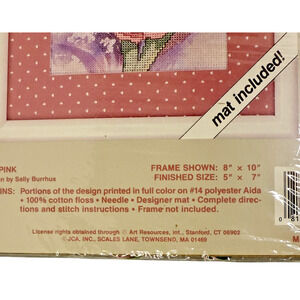 mat included!
PINK
n by Sally Burrhus
FRAME SHOWN: 8" × 10"
FINISHED SIZE: 5" × 7"
INS: Portions of the design printed in full color on #14 polyester Aida
• 100% cotton floss • Needle • Designer mat • Complete direc-
tions and stitch instructions • Frame not included.
License rights obtained through Ⓒ Art Resources, Int., Stanford, CT 06902
©JCA, INC., SCALES LANE, TOWNSEND, MA 01469
0 81
M